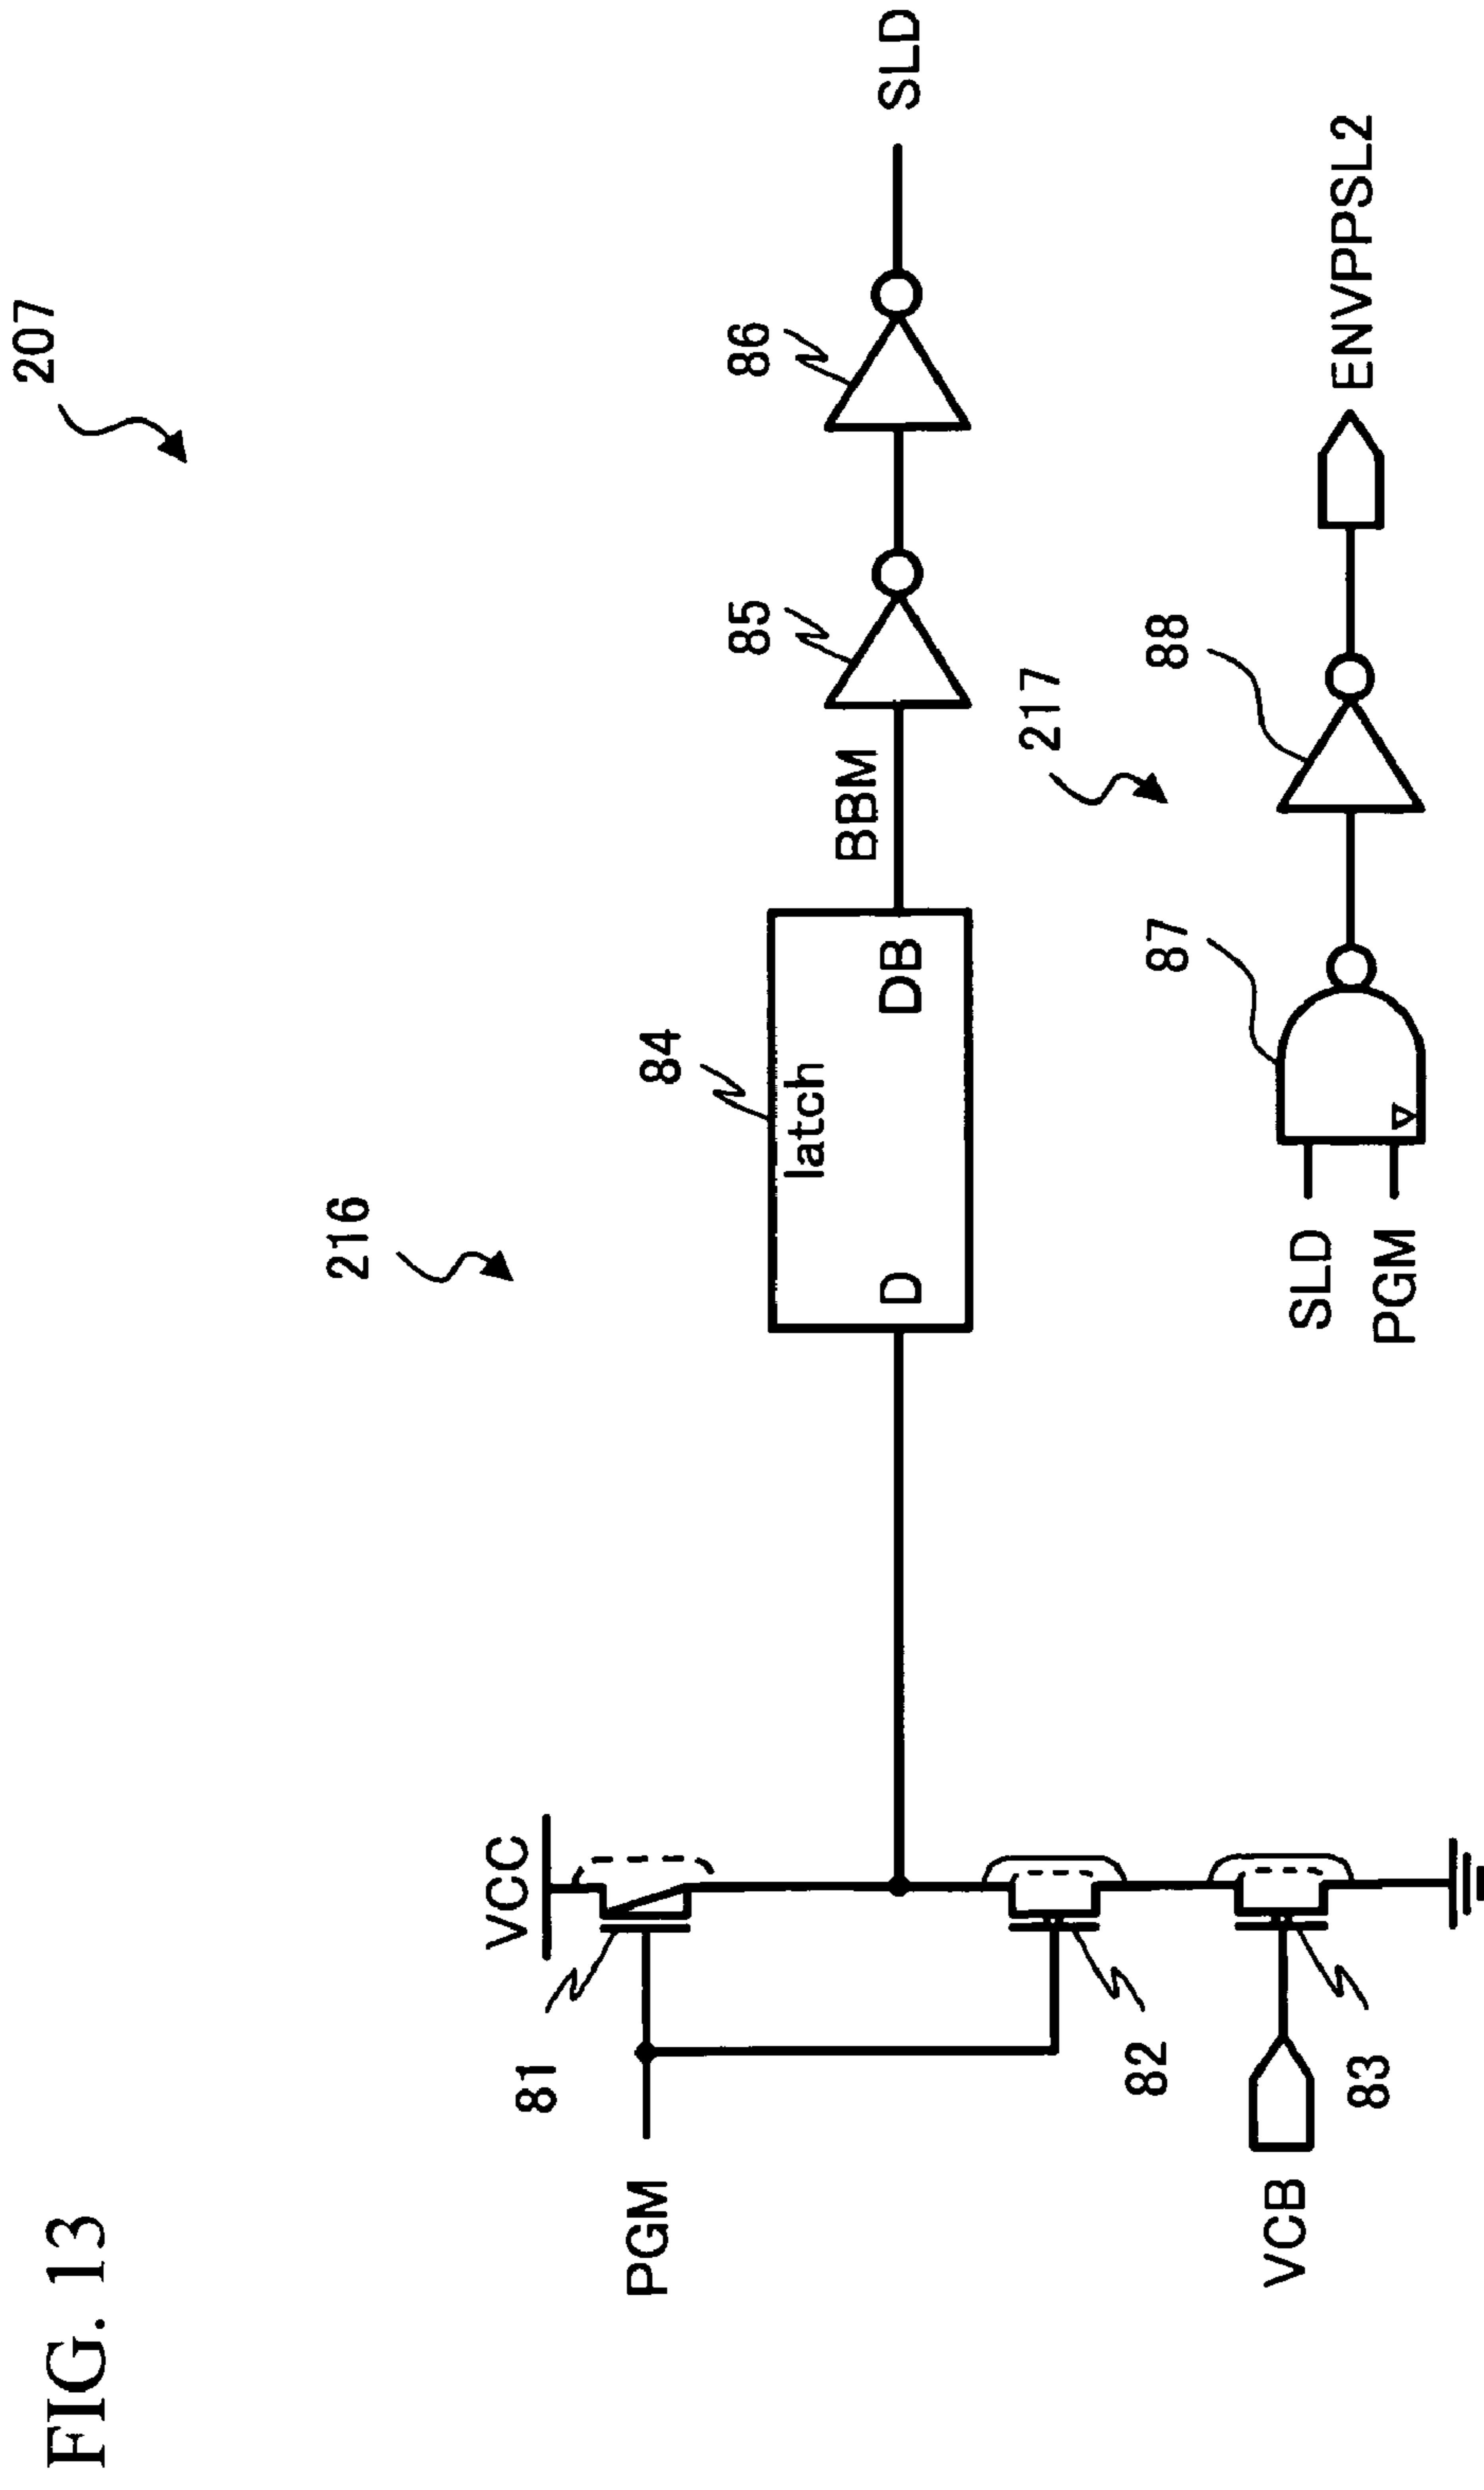 FIG. 13
207
216
VCC
81
PGM
82
VCB
83
84
latch
D
DB
BBM
85
86
SLD
217
SLD
PGM
87
88
ENVPPSL2